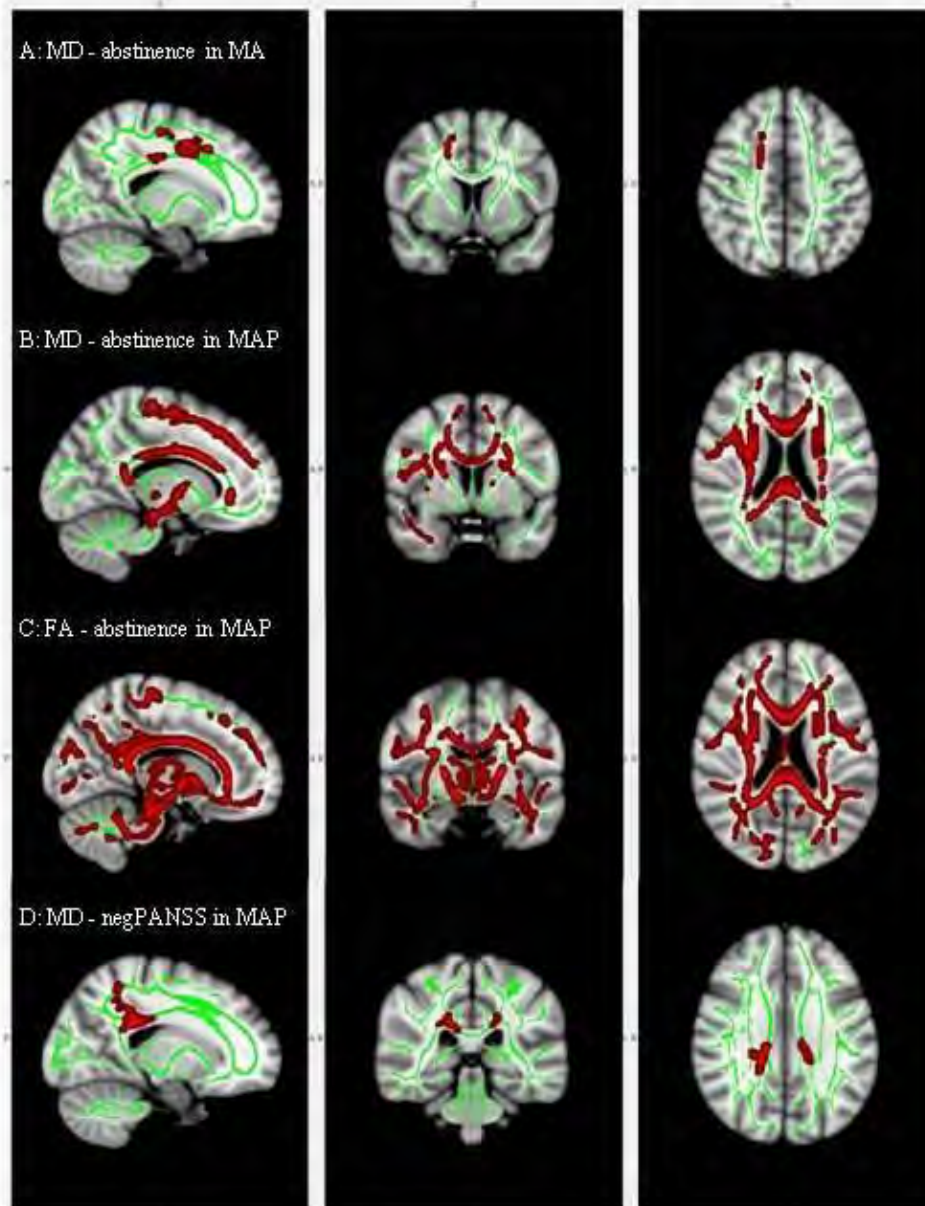 A: MD - abstinence in MA
B: MD - abstinence in MAP
C: FA - abstinence in MAP
D: MD - negPANSS in MAP